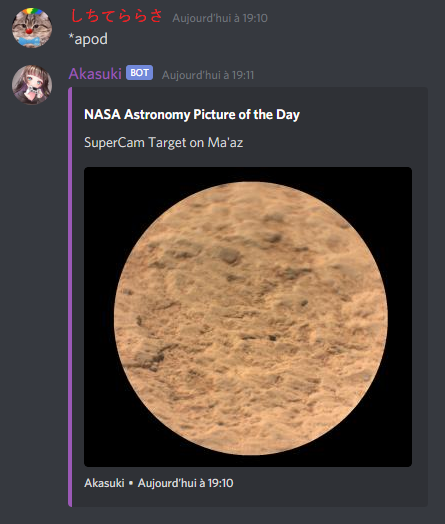 しちてららさ Aujourd'hui à 19:10
*apod
Akasuki BOT Aujourd'hui à 19:11
NASA Astronomy Picture of the Day
SuperCam Target on Ma'az
Akasuki • Aujourd'hui à 19:10